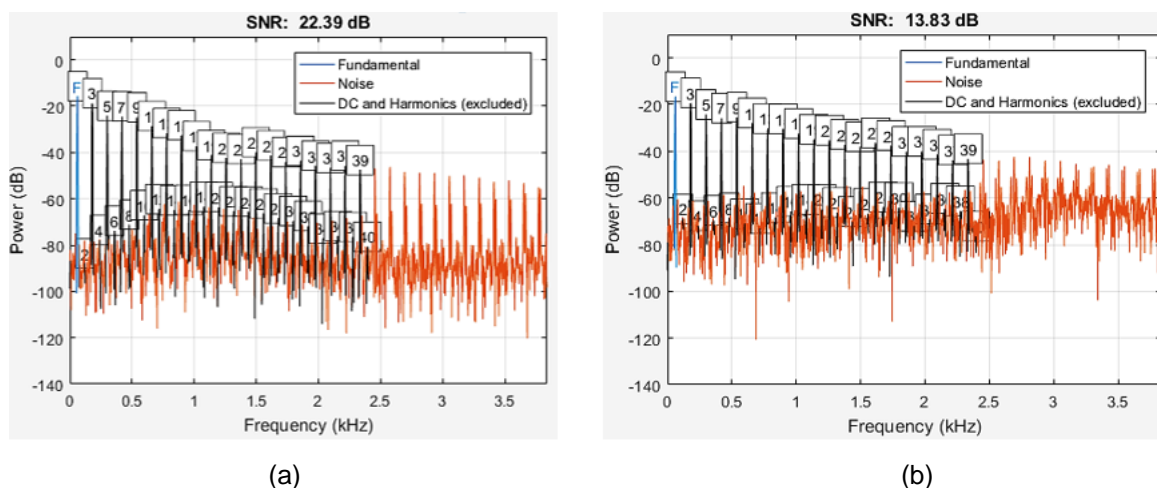 SNR: 22.39 dB
0
-20
-40
-60
-80
-100
-120
-140
Power (dB)
F
3
5
7
9
39
2
4
6
8
40
Fundamental
Noise
DC and Harmonics (excluded)
0 0.5 1 1.5 2 2.5 3 3.5
Frequency (kHz)
(a)
SNR: 13.83 dB
0
-20
-40
-60
-80
-100
-120
-140
Power (dB)
F
3
5
7
9
39
2
4
6
8
38
Fundamental
Noise
DC and Harmonics (excluded)
0 0.5 1 1.5 2 2.5 3 3.5
Frequency (kHz)
(b)